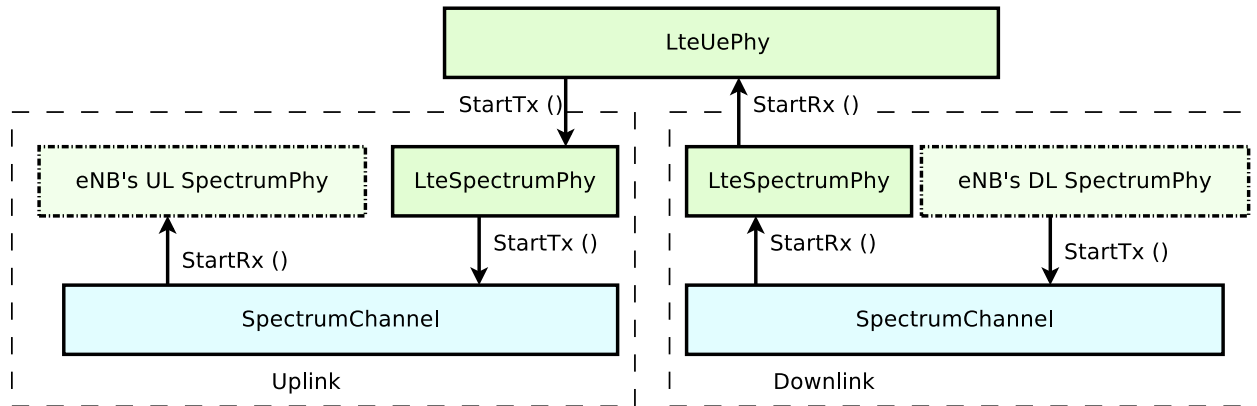 LteUePhy
StartTx ()
StartRx ()
eNB's UL SpectrumPhy
LteSpectrumPhy
LteSpectrumPhy
eNB's DL SpectrumPhy
StartRx ()
StartTx ()
StartRx ()
StartTx ()
SpectrumChannel
SpectrumChannel
Uplink
Downlink